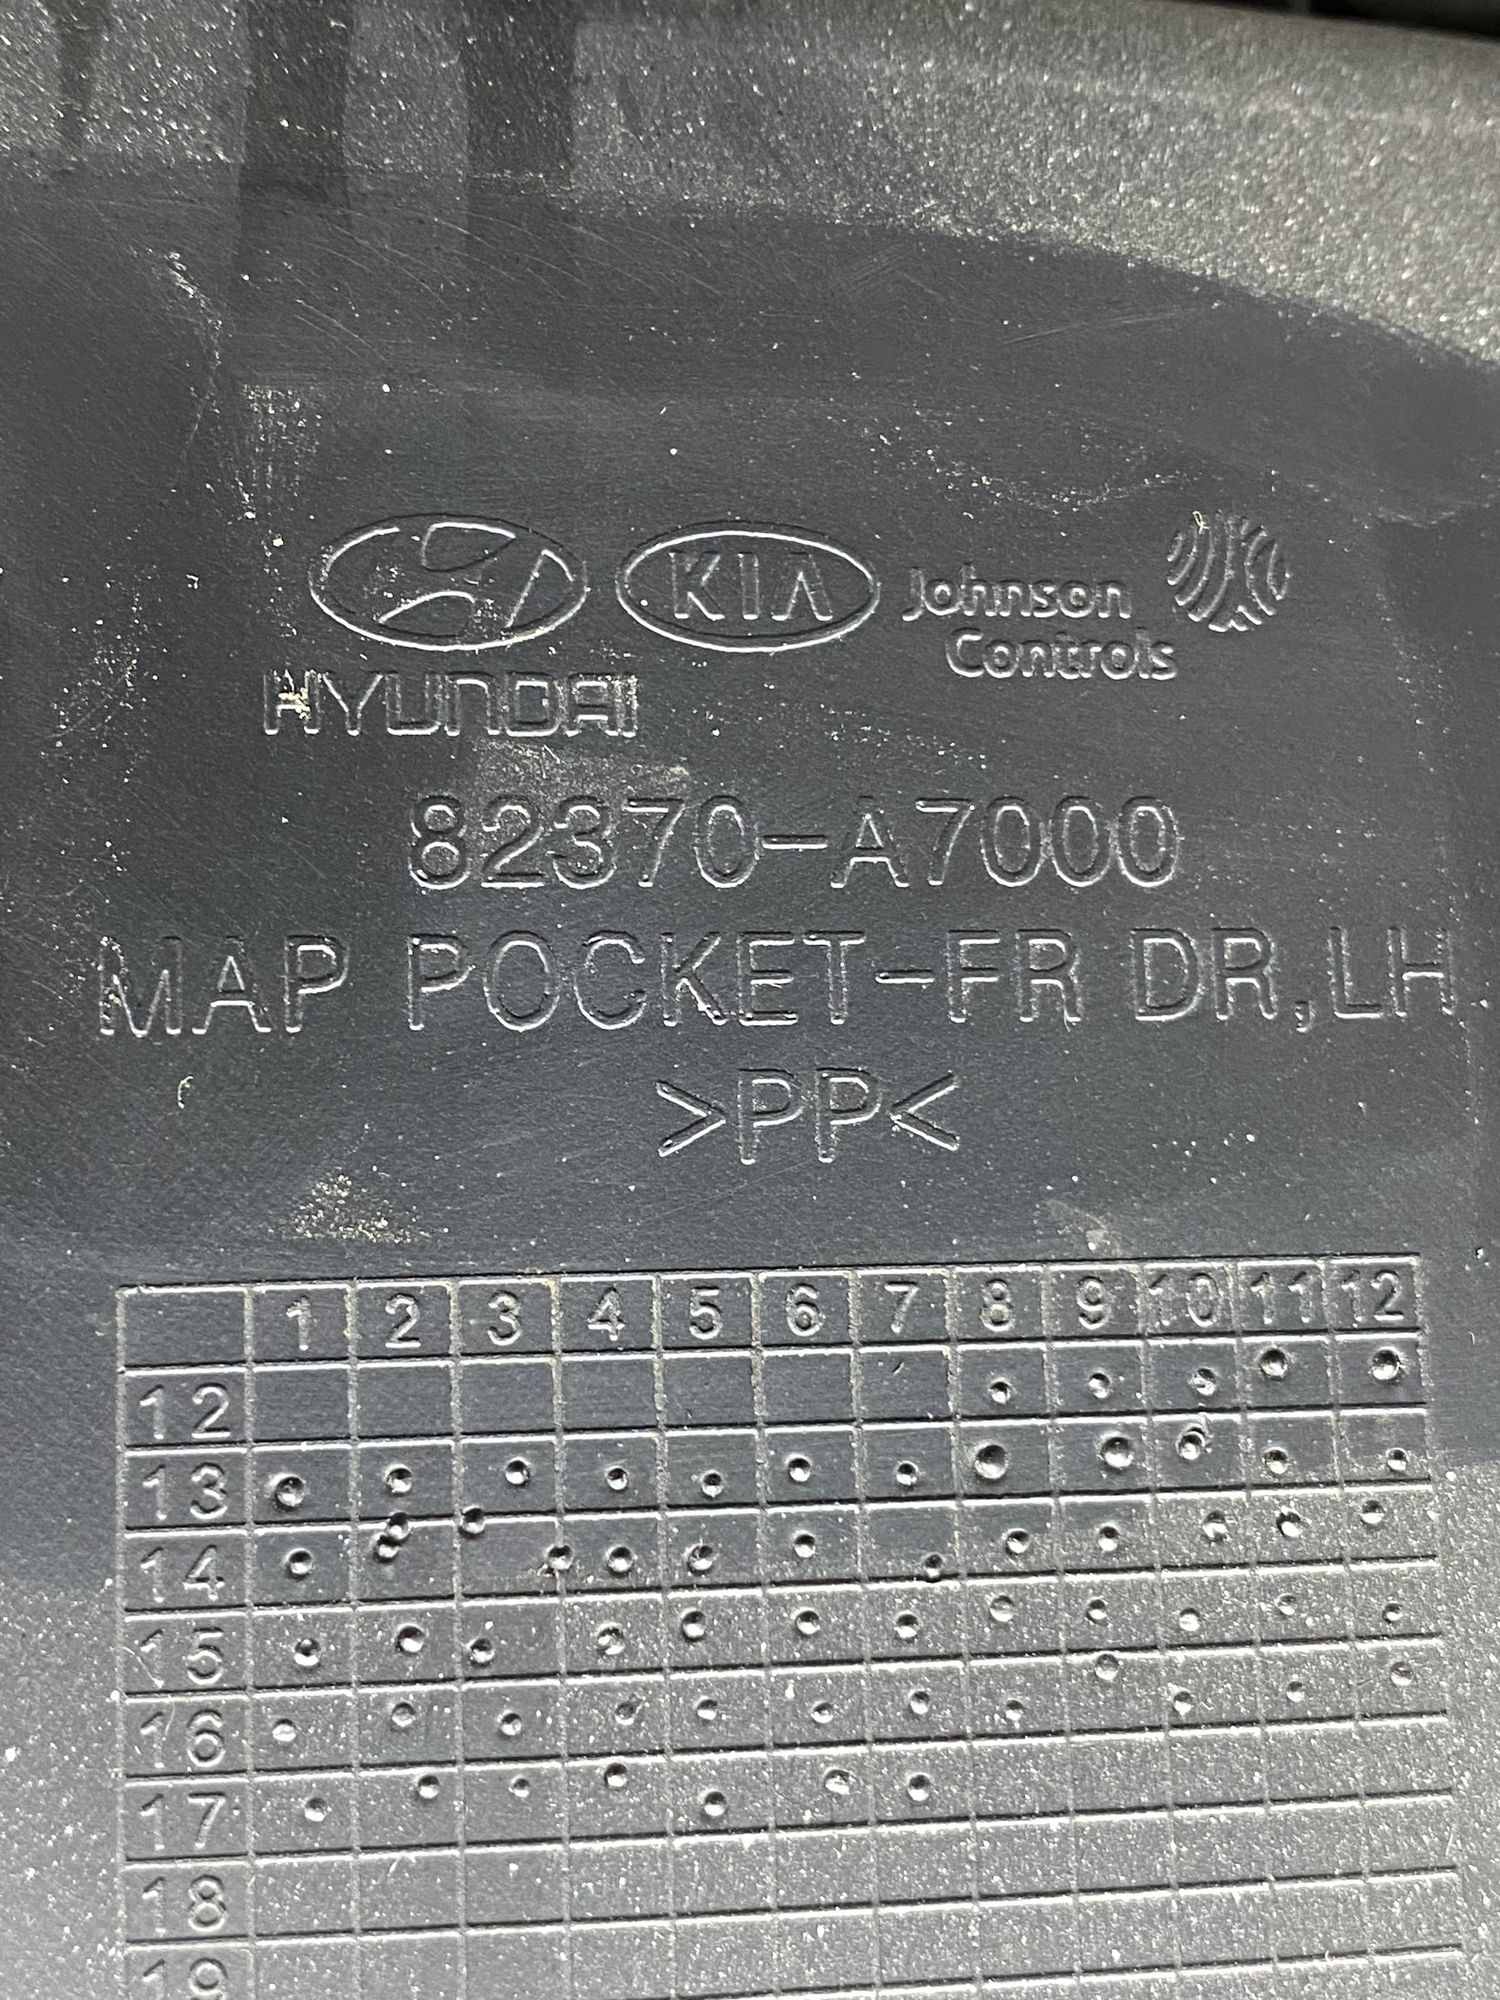 KIA Johnson
Controls
HYUNDAI
82370-A7000
MAP POCKET-FR DR,LH
>PP<
1 2 3 4 5 6 7 8 9 10 11 12
12
13
14
15
16
17
18
19